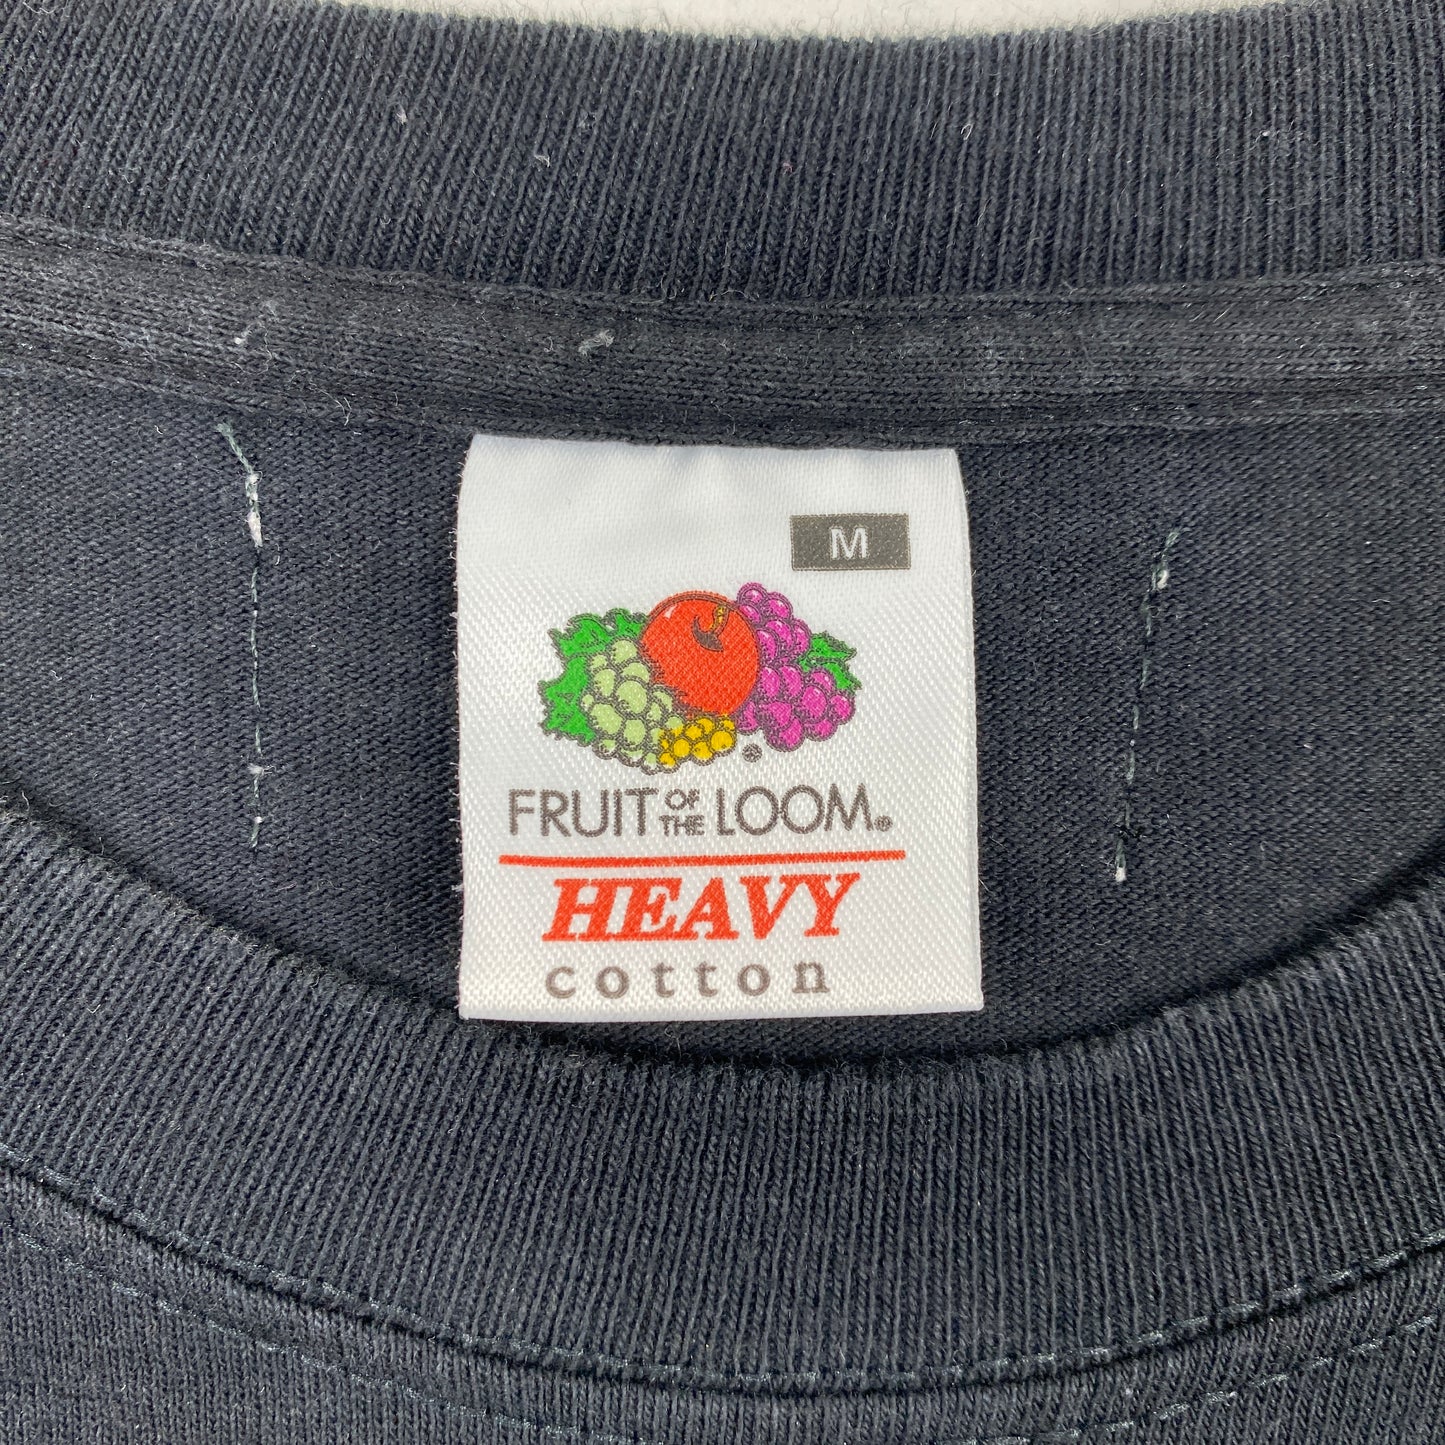 M
FRUIT OF THE LOOM®
HEAVY
cotton